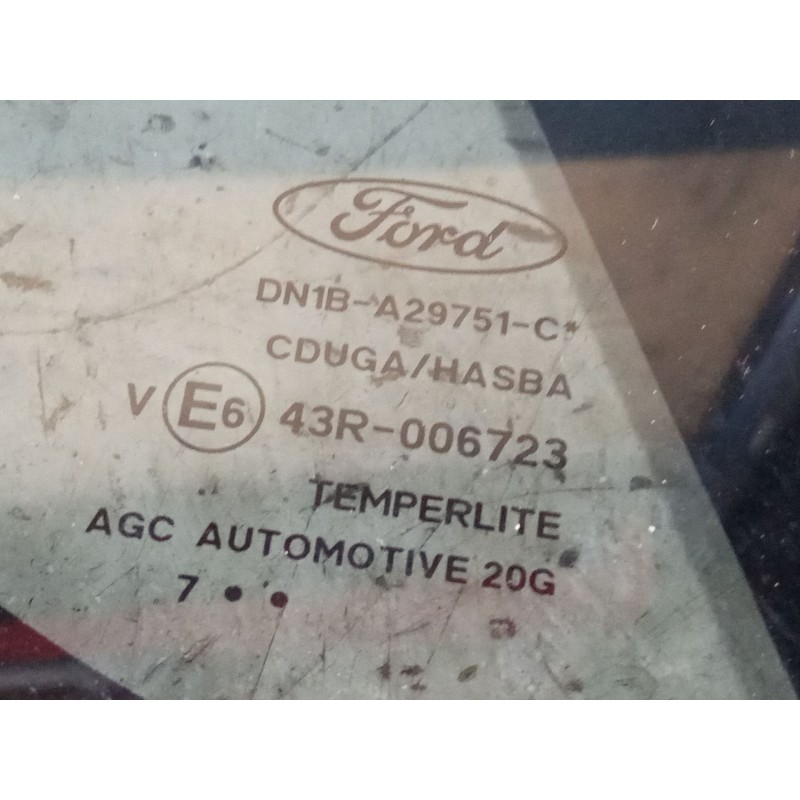 Ford
DN1B-A29751-C*
CDUGA/HASBA
V E6 43R-006723
TEMPERLITE
AGC AUTOMOTIVE 20G
7 • •